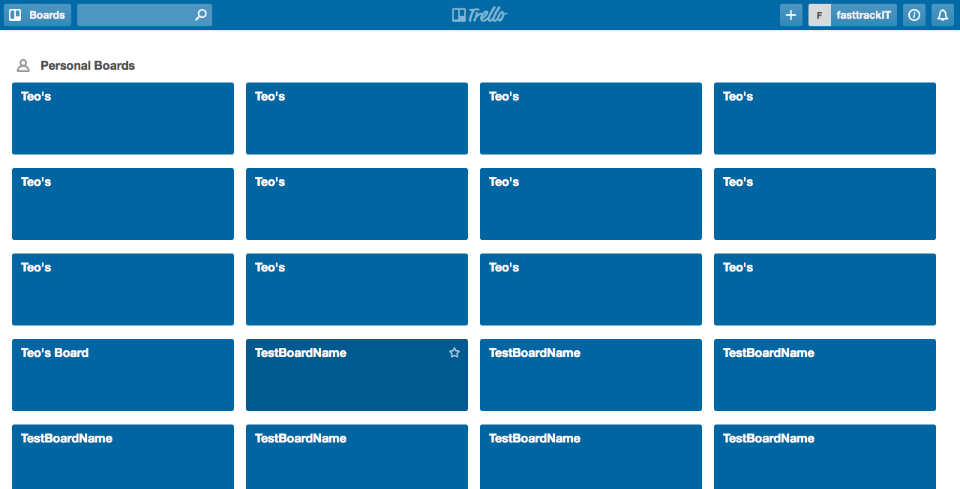 Boards
Trello
F fasttrackIT
Personal Boards
Teo's Teo's Teo's Teo's
Teo's Teo's Teo's Teo's
Teo's Teo's Teo's Teo's
Teo's Board TestBoardName TestBoardName TestBoardName
TestBoardName TestBoardName TestBoardName TestBoardName